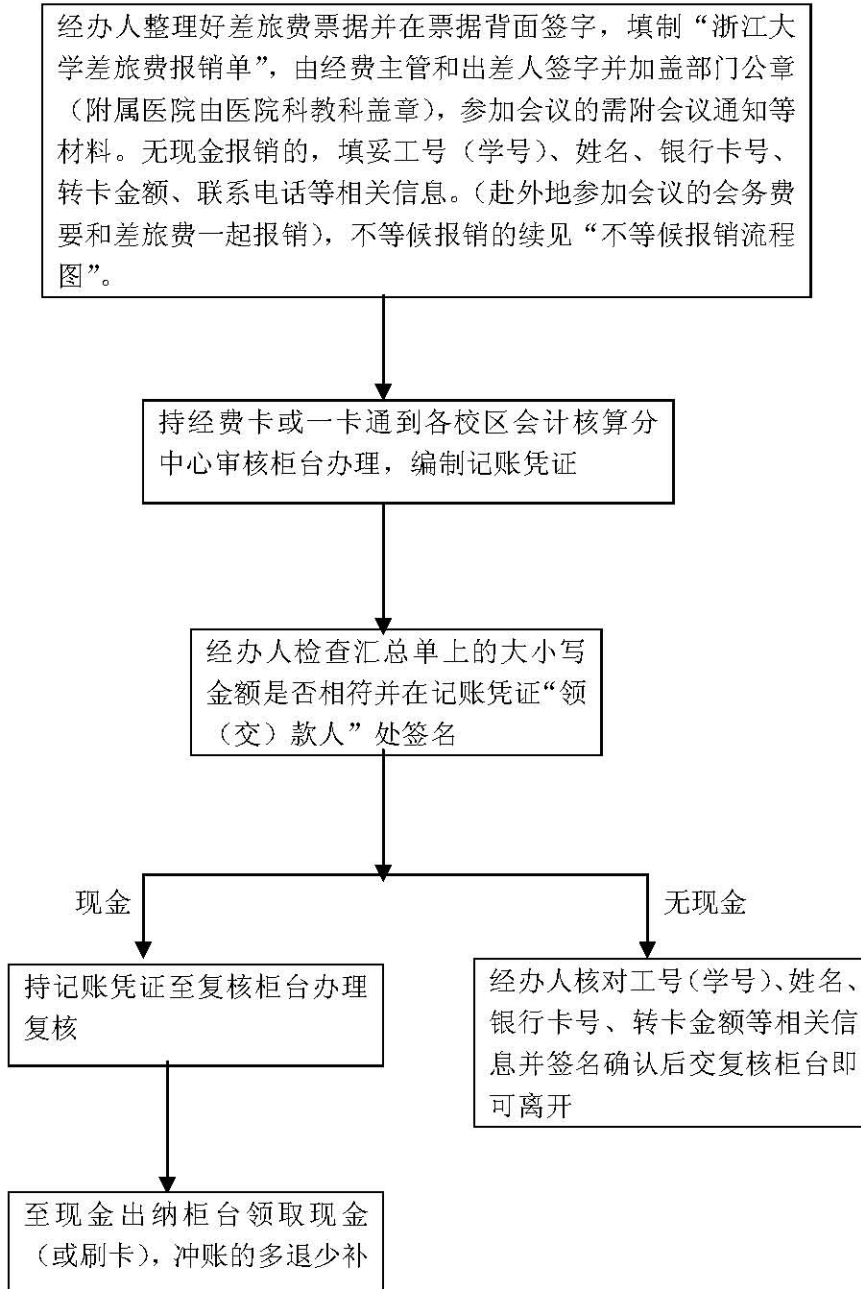 经办人整理好差旅费票据并在票据背面签字，填制“浙江大
学差旅费报销单”，由经费主管和出差人签字并加盖部门公章
（附属医院由医院科教科盖章），参加会议的需附会议通知等
材料。无现金报销的，填妥工号（学号）、姓名、银行卡号、
转卡金额、联系电话等相关信息。（赴外地参加会议的会务费
要和差旅费一起报销），不等候报销的续见“不等候报销流程
图”。
持经费卡或一卡通到各校区会计核算分
中心审核柜台办理，编制记账凭证
经办人检查汇总单上的大小写
金额是否相符并在记账凭证“领
（交）款人”处签名
现金
无现金
持记账凭证至复核柜台办理
复核
经办人核对工号（学号）、姓名、
银行卡号、转卡金额等相关信
息并签名确认后交复核柜台即
可离开
至现金出纳柜台领取现金
（或刷卡），冲账的多退少补